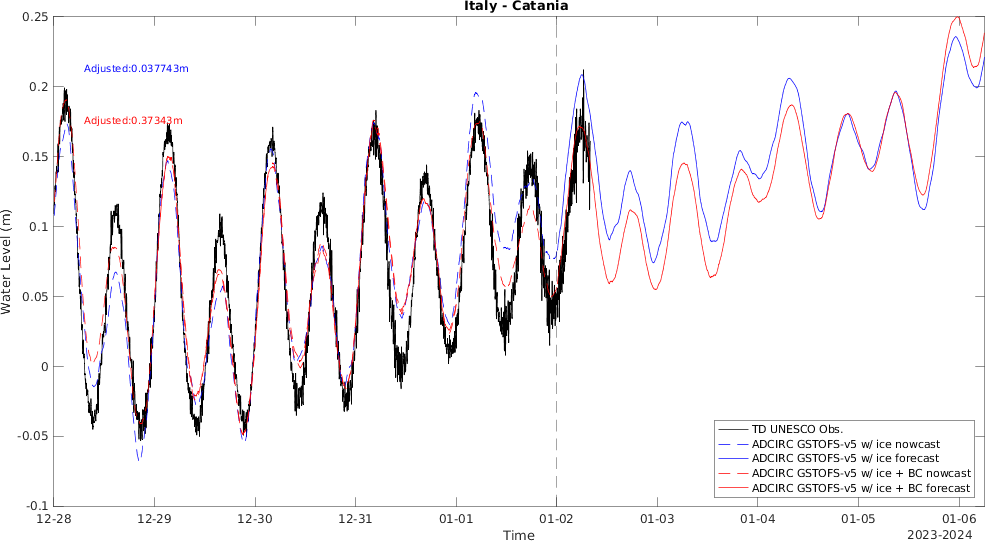 Italy - Catania
0.25
0.2
0.15
0.1
0.05
0
-0.05
-0.1
Water Level (m)
Adjusted:0.037743m
Adjusted:0.37343m
TD UNESCO Obs.
ADCIRC GSTOFS-v5 w/ ice nowcast
ADCIRC GSTOFS-v5 w/ ice forecast
ADCIRC GSTOFS-v5 w/ ice + BC nowcast
ADCIRC GSTOFS-v5 w/ ice + BC forecast
12-28 12-29 12-30 12-31 01-01 01-02 01-03 01-04 01-05 01-06
Time
2023-2024